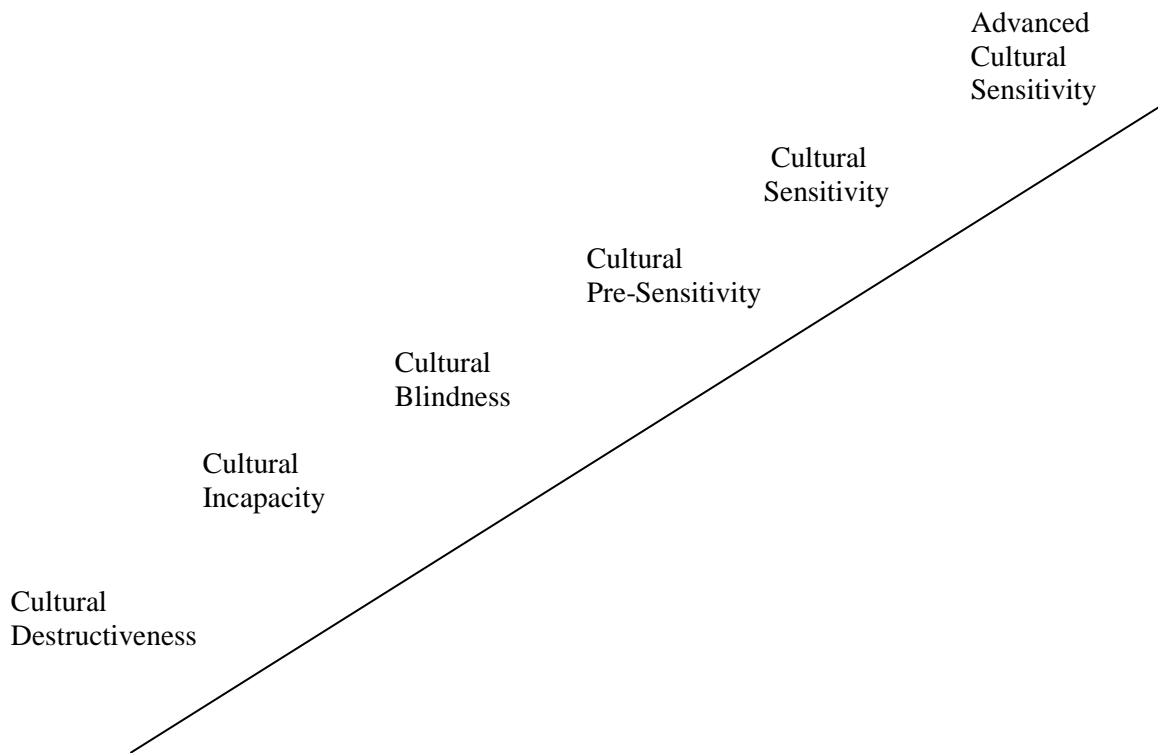 Advanced
Cultural
Sensitivity
Cultural
Sensitivity
Cultural
Pre-Sensitivity
Cultural
Blindness
Cultural
Incapacity
Cultural
Destructiveness